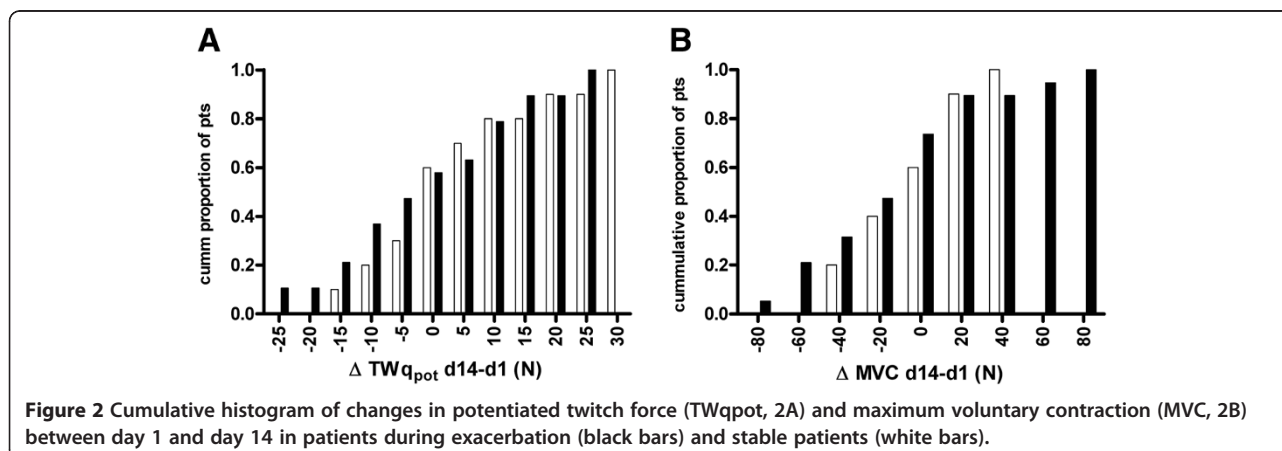 A
cumm proportion of pts
1.0
0.8
0.6
0.4
0.2
0.0
-25 -20 -15 -10 -5 0 5 10 15 20 25 30
Δ TWqpot d14-d1 (N)
B
cummulative proportion of pts
1.0
0.8
0.6
0.4
0.2
0.0
-80 -60 -40 -20 0 20 40 60 80
Δ MVC d14-d1 (N)
Figure 2 Cumulative histogram of changes in potentiated twitch force (TWqpot, 2A) and maximum voluntary contraction (MVC, 2B)
between day 1 and day 14 in patients during exacerbation (black bars) and stable patients (white bars).